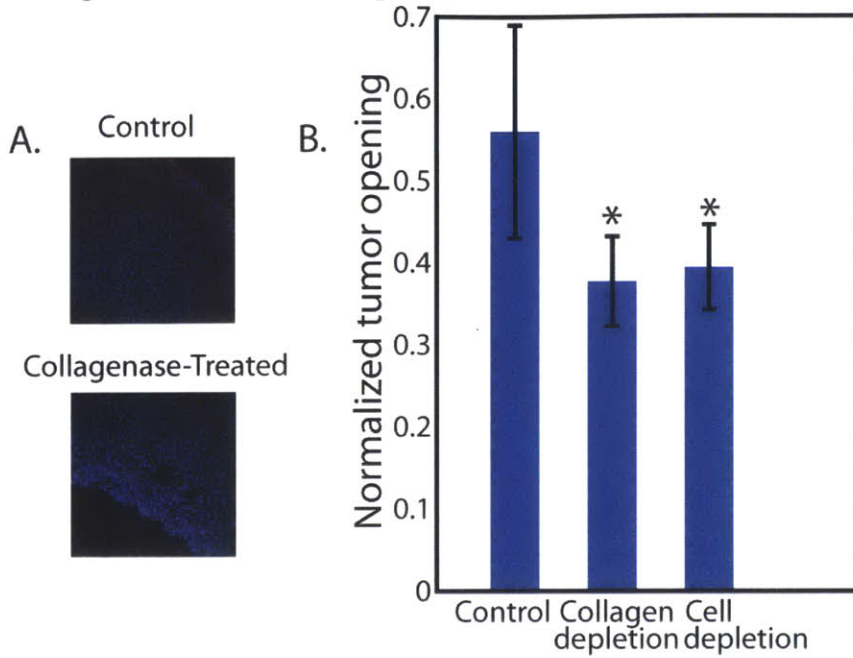 A.
Control
Collagenase-Treated
B.
Normalized tumor opening
0.7
0.6
0.5
0.4
0.3
0.2
0.1
0
*
*
Control Collagen Cell
depletion depletion